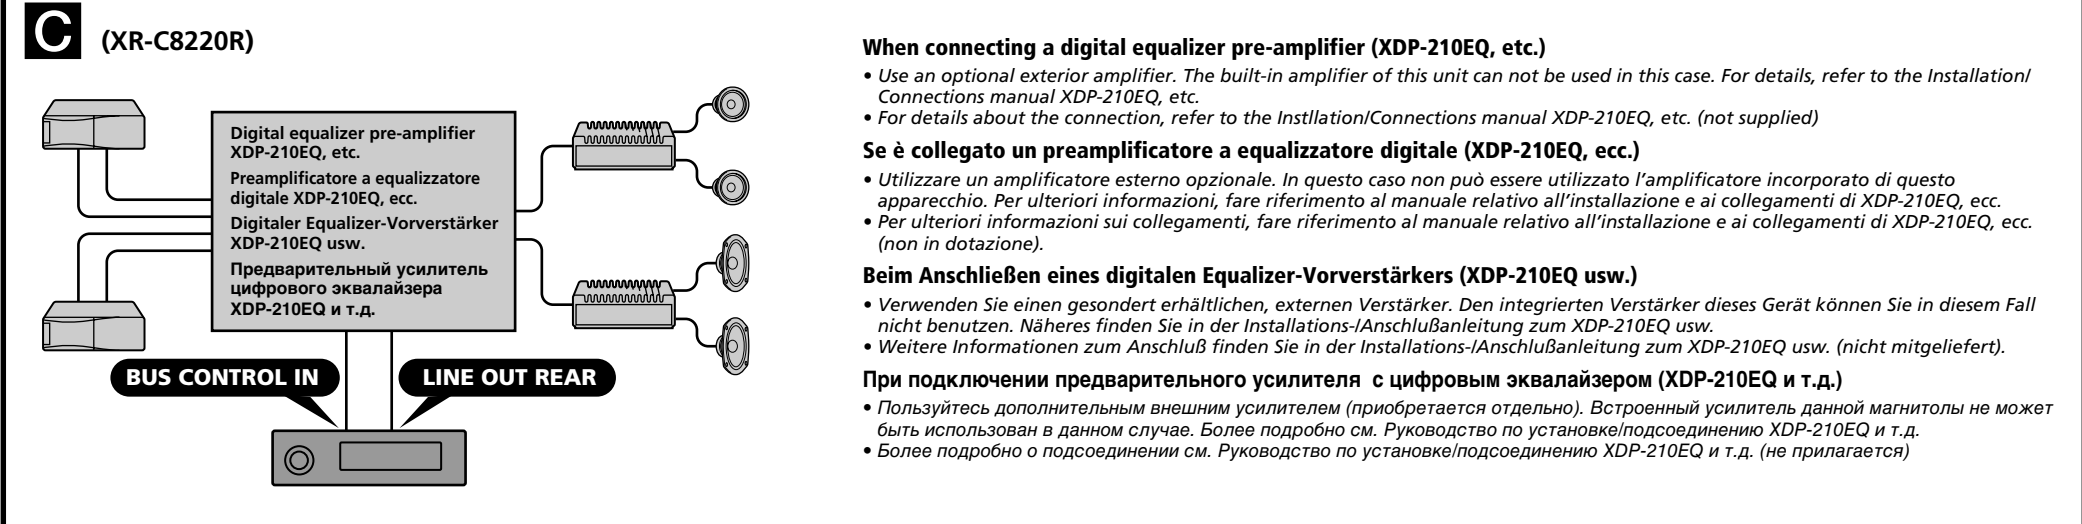 C (XR-C8220R)
Digital equalizer pre-amplifier
XDP-210EQ, etc.
Preamplificatore a equalizzatore
digitale XDP-210EQ, ecc.
Digitaler Equalizer-Vorverstärker
XDP-210EQ usw.
Предварительный усилитель
цифрового эквалайзера
XDP-210EQ и т.д.
BUS CONTROL IN
LINE OUT REAR
When connecting a digital equalizer pre-amplifier (XDP-210EQ, etc.)
• Use an optional exterior amplifier. The built-in amplifier of this unit can not be used in this case. For details, refer to the Installation/
Connections manual XDP-210EQ, etc.
• For details about the connection, refer to the Instllation/Connections manual XDP-210EQ, etc. (not supplied)
Se è collegato un preamplificatore a equalizzatore digitale (XDP-210EQ, ecc.)
• Utilizzare un amplificatore esterno opzionale. In questo caso non può essere utilizzato l’amplificatore incorporato di questo
apparecchio. Per ulteriori informazioni, fare riferimento al manuale relativo all’installazione e ai collegamenti di XDP-210EQ, ecc.
• Per ulteriori informazioni sui collegamenti, fare riferimento al manuale relativo all’installazione e ai collegamenti di XDP-210EQ, ecc.
(non in dotazione).
Beim Anschließen eines digitalen Equalizer-Vorverstärkers (XDP-210EQ usw.)
• Verwenden Sie einen gesondert erhältlichen, externen Verstärker. Den integrierten Verstärker dieses Gerät können Sie in diesem Fall
nicht benutzen. Näheres finden Sie in der Installations-/Anschlußanleitung zum XDP-210EQ usw.
• Weitere Informationen zum Anschluß finden Sie in der Installations-/Anschlußanleitung zum XDP-210EQ usw. (nicht mitgeliefert).
При подключении предварительного усилителя с цифровым эквалайзером (XDP-210EQ и т.д.)
• Пользуйтесь дополнительным внешним усилителем (приобретается отдельно). Встроенный усилитель данной магнитолы не может
быть использован в данном случае. Более подробно см. Руководство по установке/подсоединению XDP-210EQ и т.д.
• Более подробно о подсоединении см. Руководство по установке/подсоединению XDP-210EQ и т.д. (не прилагается)